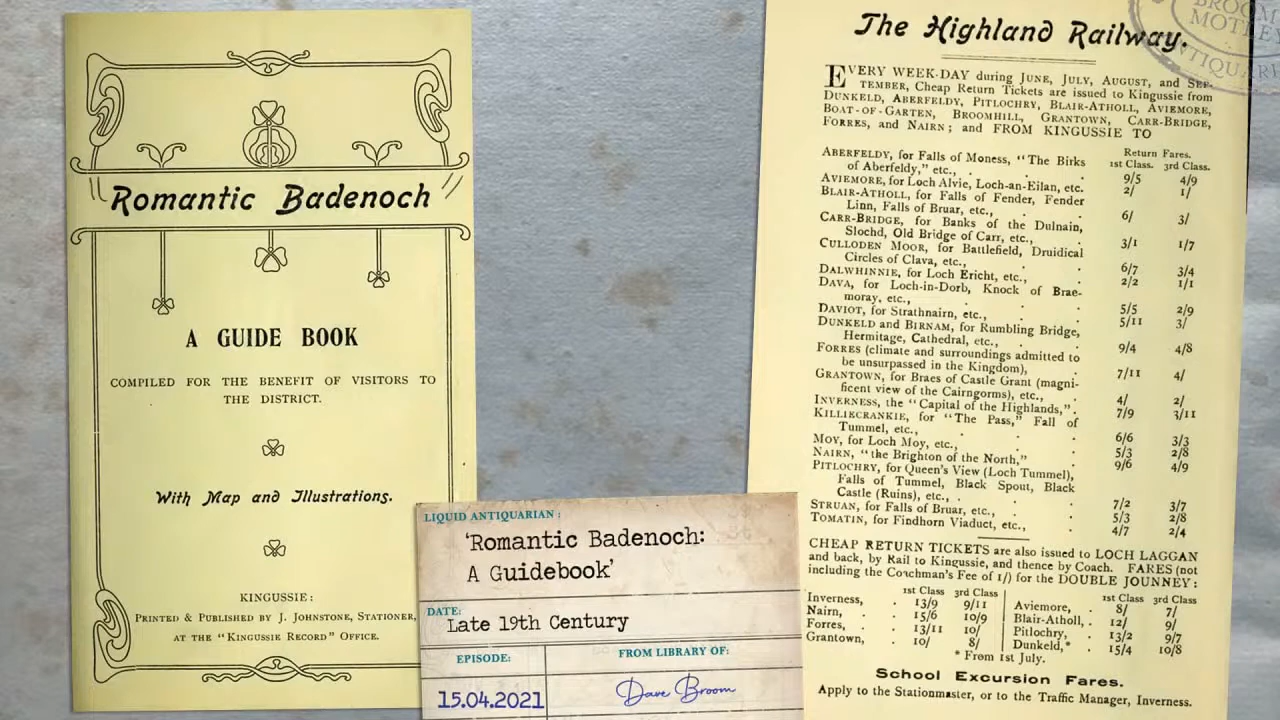 Romantic Badenoch
A GUIDE BOOK
COMPILED FOR THE BENEFIT OF VISITORS TO
THE DISTRICT.
With Map and Illustrations.
KINGUSSIE:
PRINTED & PUBLISHED BY J. JOHNSTONE, STATIONER,
AT THE "KINGUSSIE RECORD" OFFICE.
LIQUID ANTIQUARIAN:
'Romantic Badenoch:
A Guidebook'
DATE:
Late 19th Century
EPISODE: FROM LIBRARY OF:
15.04.2021 Dave Broom
BROOM
MOTLEY
ANTIQUARI
The Highland Railway.
EVERY WEEK-DAY during JUNE, JULY, AUGUST, and SEP-
TEMBER, Cheap Return Tickets are issued to Kingussie from
DUNKELD, ABERFELDY, PITLOCHRY, BLAIR-ATHOLL, AVIEMORE,
BOAT-OF-GARTEN, BROOMHILL, GRANTOWN, CARR-BRIDGE,
FORRES, and NAIRN; and FROM KINGUSSIE TO
Return Fares.
1st Class. 3rd Class.
ABERFELDY, for Falls of Moness, "The Birks
of Aberfeldy," etc., . . 9/5 4/9
AVIEMORE, for Loch Alvie, Loch-an-Eilan, etc. 2/ 1/
BLAIR-ATHOLL, for Falls of Fender, Fender
Linn, Falls of Bruar, etc., . . 6/ 3/
CARR-BRIDGE, for Banks of the Dulnain,
Slochd, Old Bridge of Carr, etc., . 3/1 1/7
CULLODEN MOOR, for Battlefield, Druidical
Circles of Clava, etc., . . 6/7 3/4
DALWHINNIE, for Loch Ericht, etc., . 2/2 1/1
DAVA, for Loch-in-Dorb, Knock of Brae-
moray, etc., . . . 5/5 2/9
DAVIOT, for Strathnairn, etc., . . 5/11 3/
DUNKELD and BIRNAM, for Rumbling Bridge,
Hermitage, Cathedral, etc., . . 9/4 4/8
FORRES (climate and surroundings admitted to
be unsurpassed in the Kingdom), . 7/11 4/
GRANTOWN, for Braes of Castle Grant (magni-
ficent view of the Cairngorms), etc., . 4/ 2/
INVERNESS, the "Capital of the Highlands,". 7/9 3/11
KILLIECRANKIE, for "The Pass," Fall of
Tummel, etc., . . . 6/6 3/3
MOY, for Loch Moy, etc., . . 5/3 2/8
NAIRN, "the Brighton of the North," . 9/6 4/9
PITLOCHRY, for Queen's View (Loch Tummel),
Falls of Tummel, Black Spout, Black
Castle (Ruins), etc., . . . 7/2 3/7
STRUAN, for Falls of Bruar, etc., . . 5/3 2/8
TOMATIN, for Findhorn Viaduct, etc., . 4/7 2/4
CHEAP RETURN TICKETS are also issued to LOCH LAGGAN
and back, by Rail to Kingussie, and thence by Coach. FARES (not
including the Coachman's Fee of 1/) for the DOUBLE JOUNNEY:
1st Class 3rd Class 1st Class 3rd Class
Inverness, . 13/9 9/11 Aviemore, . 8/ 7/
Nairn, . 15/6 10/9 Blair-Atholl, . 12/ 9/
Forres, . 13/11 10/ Pitlochry, . 13/2 9/7
Grantown, . 10/ 8/ Dunkeld,* . 15/4 10/8
* From 1st July.
School Excursion Fares.
Apply to the Stationmaster, or to the Traffic Manager, Inverness.